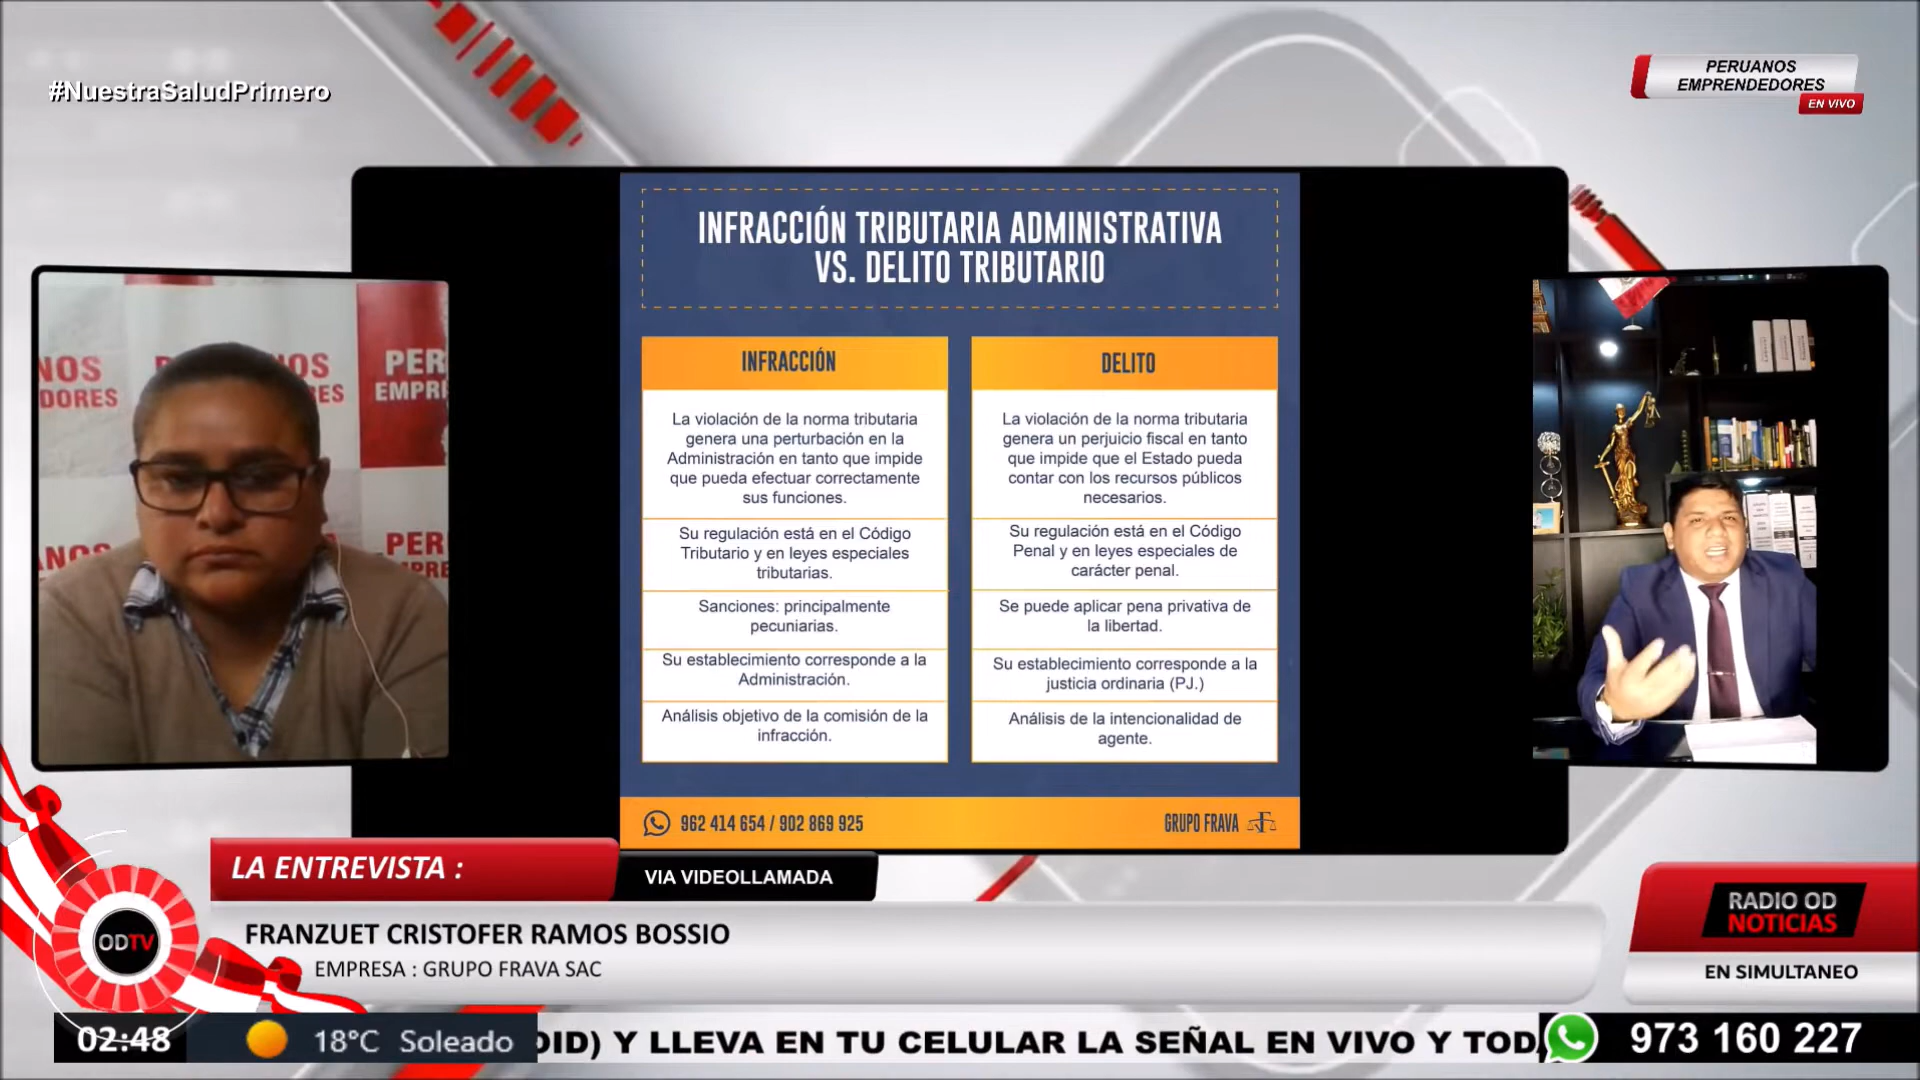 #NuestraSaludPrimero
PERUANOS
EMPRENDEDORES
EN VIVO
INFRACCIÓN TRIBUTARIA ADMINISTRATIVA
VS. DELITO TRIBUTARIO
INFRACCIÓN
La violación de la norma tributaria
genera una perturbación en la
Administración en tanto que impide
que pueda efectuar correctamente
sus funciones.
Su regulación está en el Código
Tributario y en leyes especiales
tributarias.
Sanciones: principalmente
pecuniarias.
Su establecimiento corresponde a la
Administración.
Análisis objetivo de la comisión de la
infracción.
DELITO
La violación de la norma tributaria
genera un perjuicio fiscal en tanto
que impide que el Estado pueda
contar con los recursos públicos
necesarios.
Su regulación está en el Código
Penal y en leyes especiales de
carácter penal.
Se puede aplicar pena privativa de
la libertad.
Su establecimiento corresponde a la
justicia ordinaria (PJ.)
Análisis de la intencionalidad de
agente.
962 414 654 / 902 869 925
GRUPO FRAVA
NOS
DORES
PER
EMPR
NOS
RES
PER
LA ENTREVISTA :
VIA VIDEOLLAMADA
FRANZUET CRISTOFER RAMOS BOSSIO
EMPRESA : GRUPO FRAVA SAC
ODTV
RADIO OD
NOTICIAS
EN SIMULTANEO
02:48
18°C Soleado
DID) Y LLEVA EN TU CELULAR LA SEÑAL EN VIVO Y TOD
973 160 227